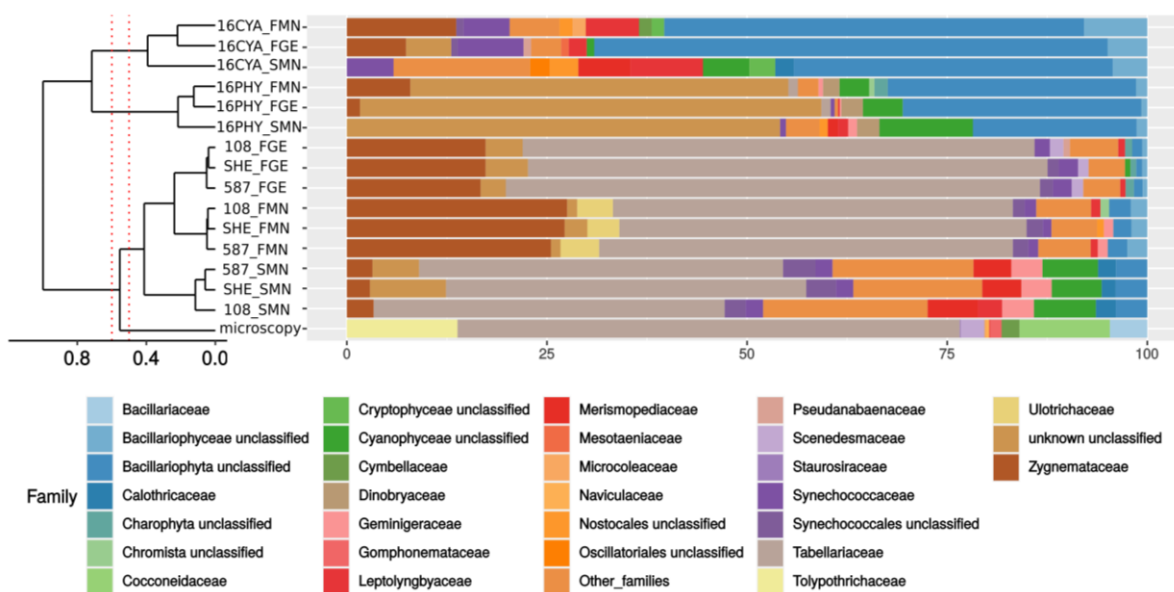 16CYA_FMN
16CYA_FGE
16CYA_SMN
16PHY_FMN
16PHY_FGE
16PHY_SMN
108_FGE
SHE_FGE
587_FGE
108_FMN
SHE_FMN
587_FMN
587_SMN
SHE_SMN
108_SMN
microscopy
0.8 0.4 0.0
0 25 50 75 100
Family
Bacillariaceae
Bacillariophyceae unclassified
Bacillariophyta unclassified
Calothricaceae
Charophyta unclassified
Chromista unclassified
Cocconeidaceae
Cryptophyceae unclassified
Cyanophyceae unclassified
Cymbellaceae
Dinobryaceae
Geminigeraceae
Gomphonemataceae
Leptolyngbyaceae
Merismopediaceae
Mesotaeniaceae
Microcoleaceae
Naviculaceae
Nostocales unclassified
Oscillatoriales unclassified
Other_families
Pseudanabaenaceae
Scenedesmaceae
Staurosiraceae
Synechococcaceae
Synechococcales unclassified
Tabellariaceae
Tolypothrichaceae
Ulotrichaceae
unknown unclassified
Zygnemataceae